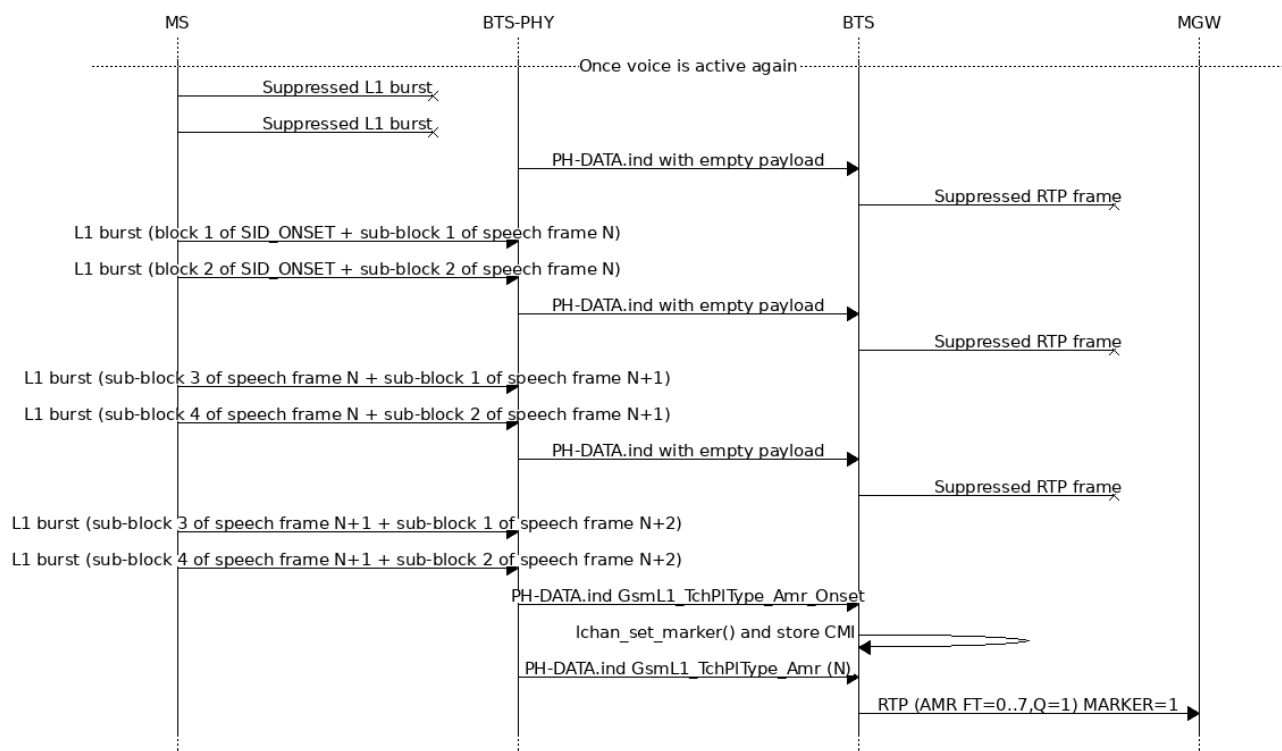 MS
BTS-PHY
BTS
MGW
Once voice is active again
Suppressed L1 burst
Suppressed L1 burst
PH-DATA.ind with empty payload
Suppressed RTP frame
L1 burst (block 1 of SID_ONSET + sub-block 1 of speech frame N)
L1 burst (block 2 of SID_ONSET + sub-block 2 of speech frame N)
PH-DATA.ind with empty payload
Suppressed RTP frame
L1 burst (sub-block 3 of speech frame N + sub-block 1 of speech frame N+1)
L1 burst (sub-block 4 of speech frame N + sub-block 2 of speech frame N+1)
PH-DATA.ind with empty payload
Suppressed RTP frame
L1 burst (sub-block 3 of speech frame N+1 + sub-block 1 of speech frame N+2)
L1 burst (sub-block 4 of speech frame N+1 + sub-block 2 of speech frame N+2)
PH-DATA.ind GsmL1_TchPlType_Amr_Onset
lchan_set_marker() and store CMI
PH-DATA.ind GsmL1_TchPlType_Amr (N)
RTP (AMR FT=0..7,Q=1) MARKER=1